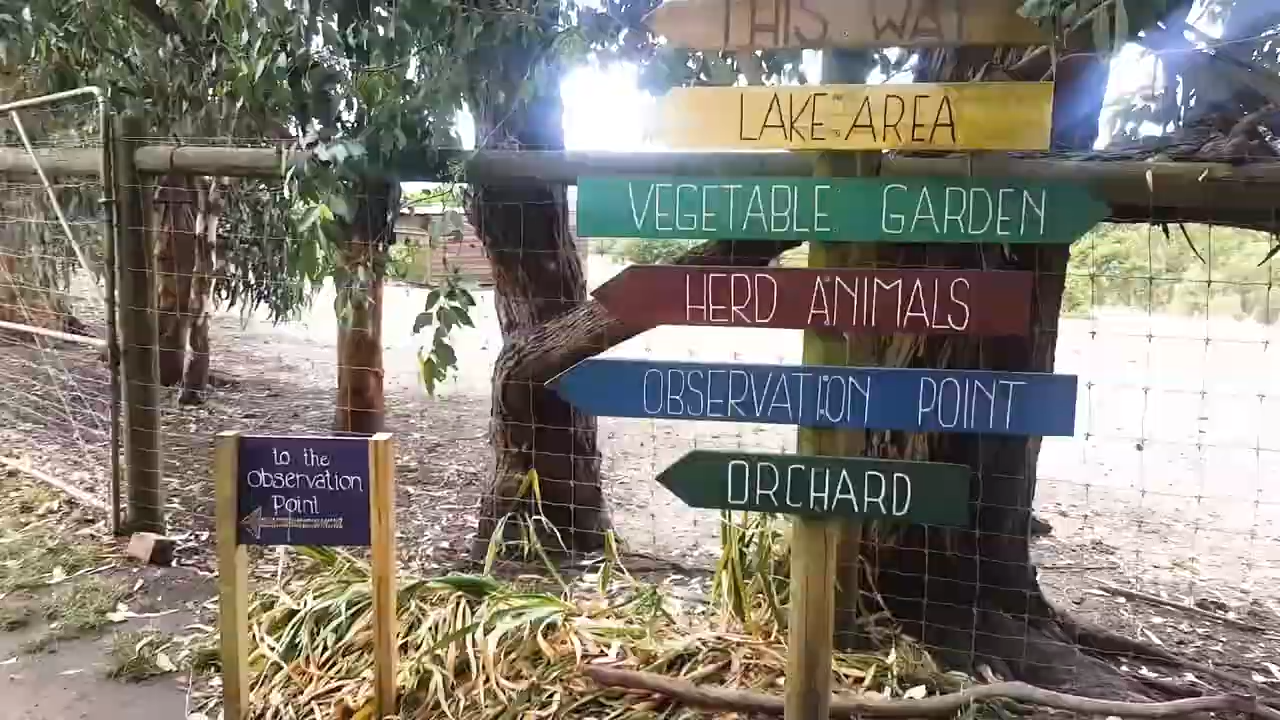 THIS WAY
LAKE AREA
VEGETABLE GARDEN
HERD ANIMALS
OBSERVATION POINT
ORCHARD
to the
Observation
Point